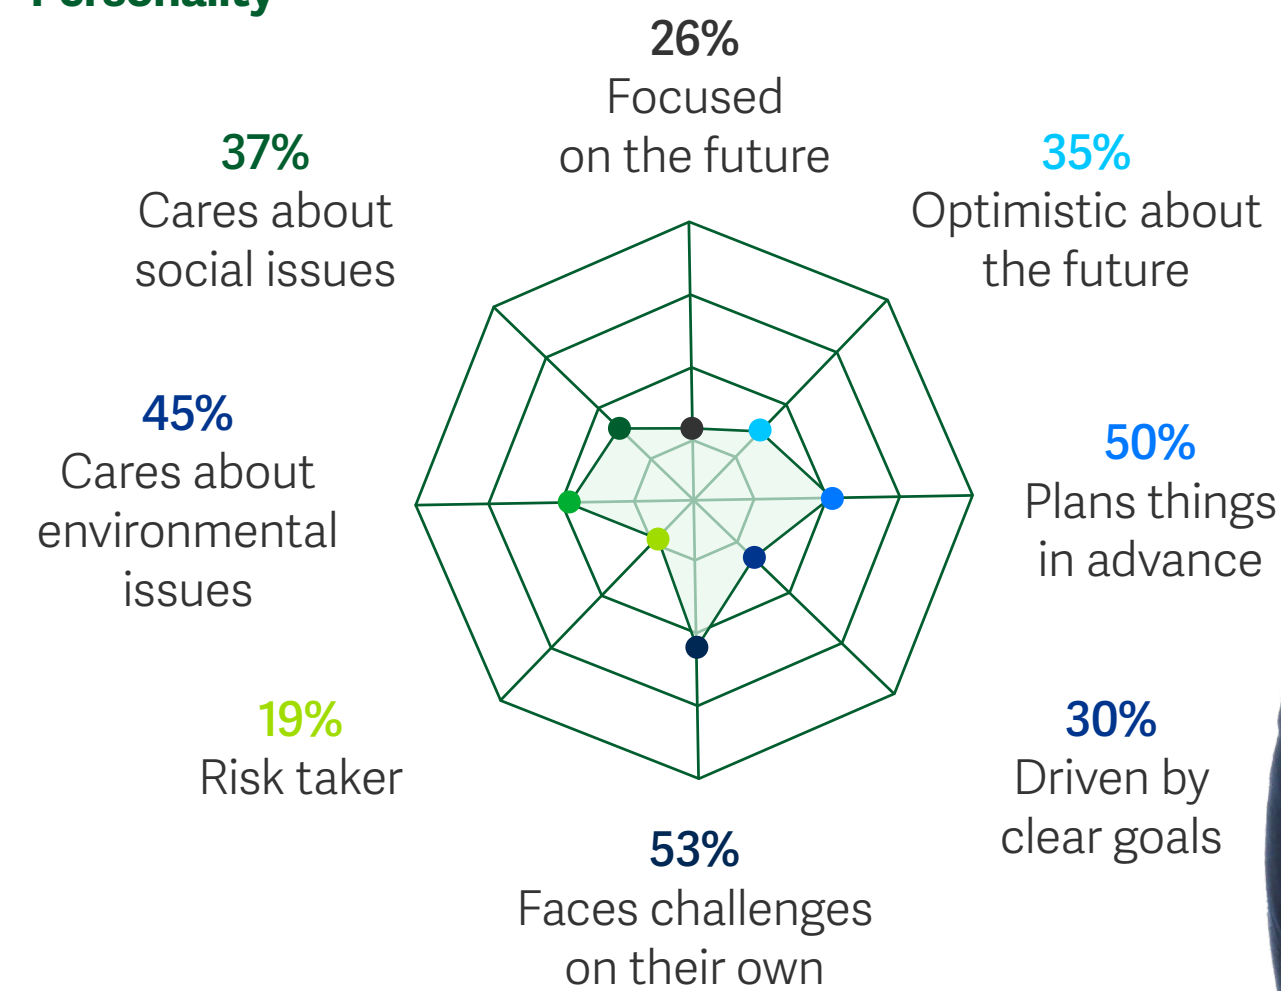 Personality
26%
Focused
on the future
37%
Cares about
social issues
35%
Optimistic about
the future
45%
Cares about
environmental
issues
50%
Plans things
in advance
19%
Risk taker
30%
Driven by
clear goals
53%
Faces challenges
on their own